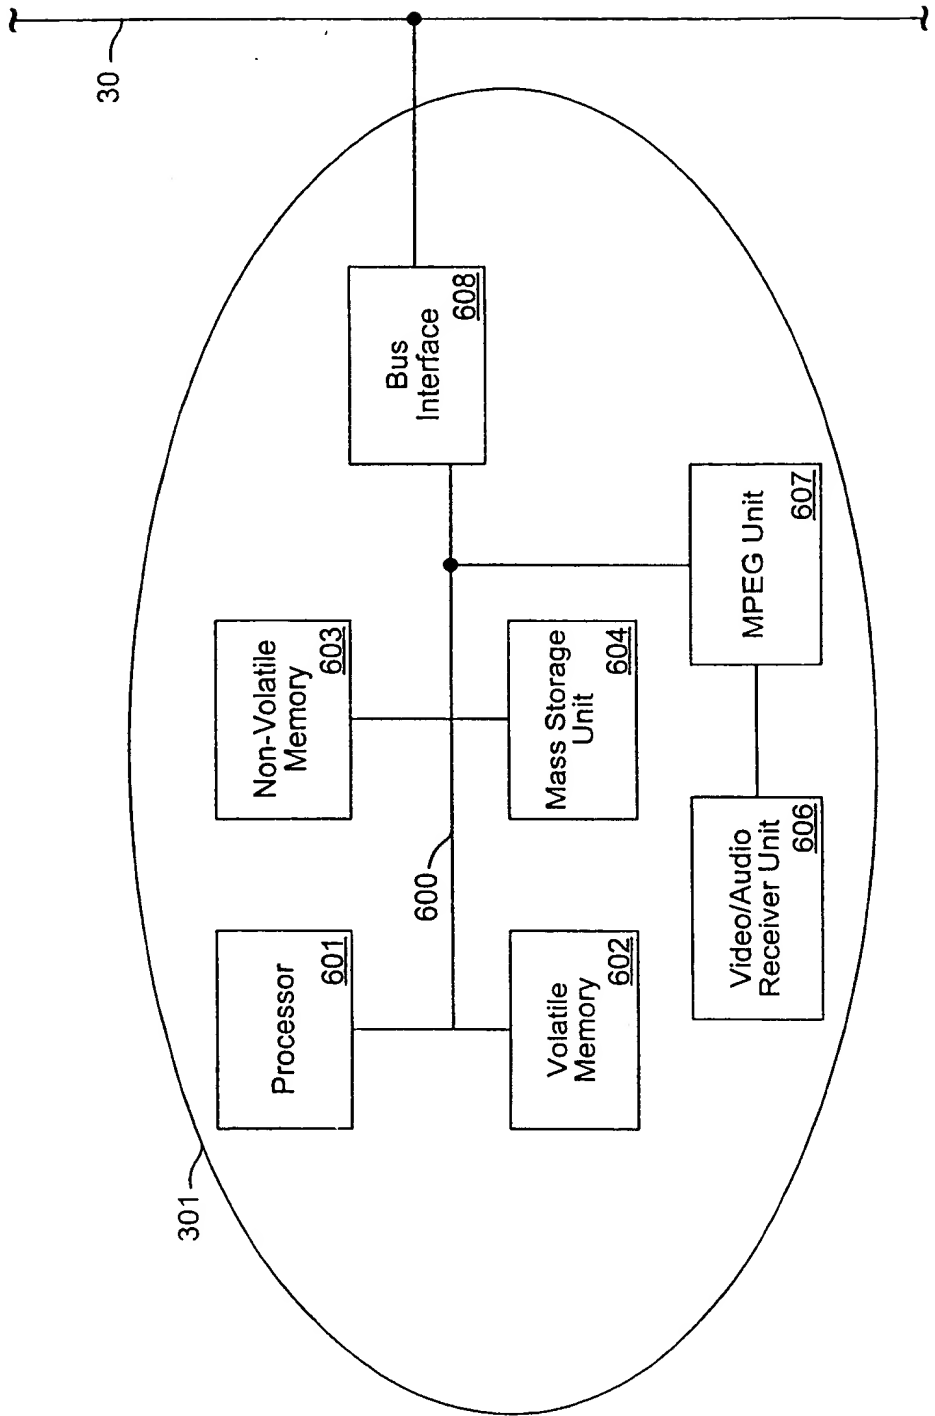 301
Processor
601
Non-Volatile
Memory
603
600
Bus
Interface
608
30
Volatile
Memory
602
Mass Storage
Unit
604
Video/Audio
Receiver Unit
606
MPEG Unit
607